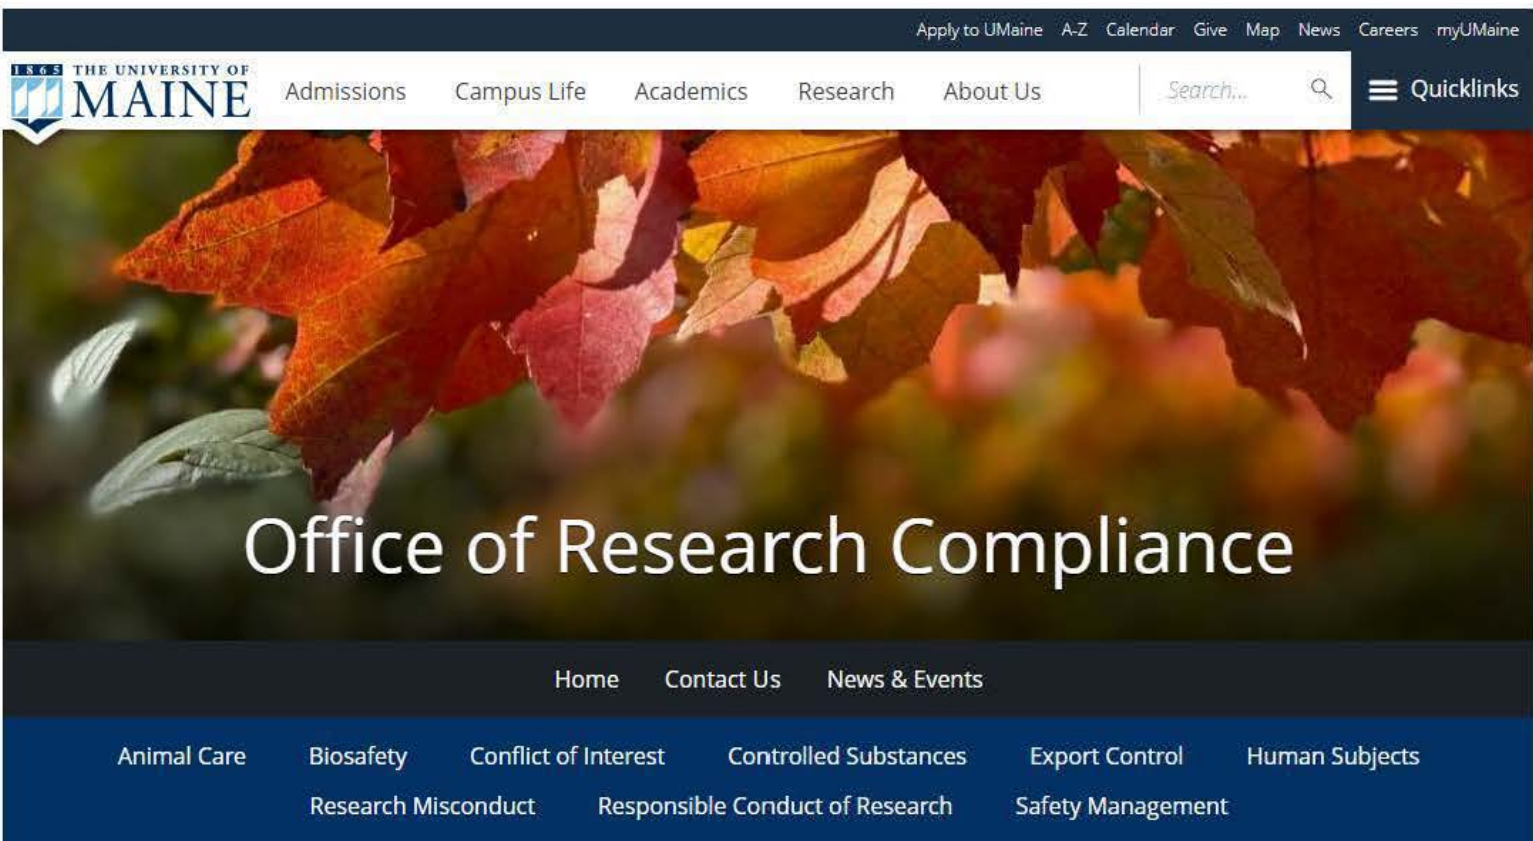 Apply to UMaine A-Z Calendar Give Map News Careers myUMaine
1865 THE UNIVERSITY OF
MAINE
Admissions Campus Life Academics Research About Us Search... Quicklinks
Office of Research Compliance
Home Contact Us News & Events
Animal Care Biosafety Conflict of Interest Controlled Substances Export Control Human Subjects
Research Misconduct Responsible Conduct of Research Safety Management